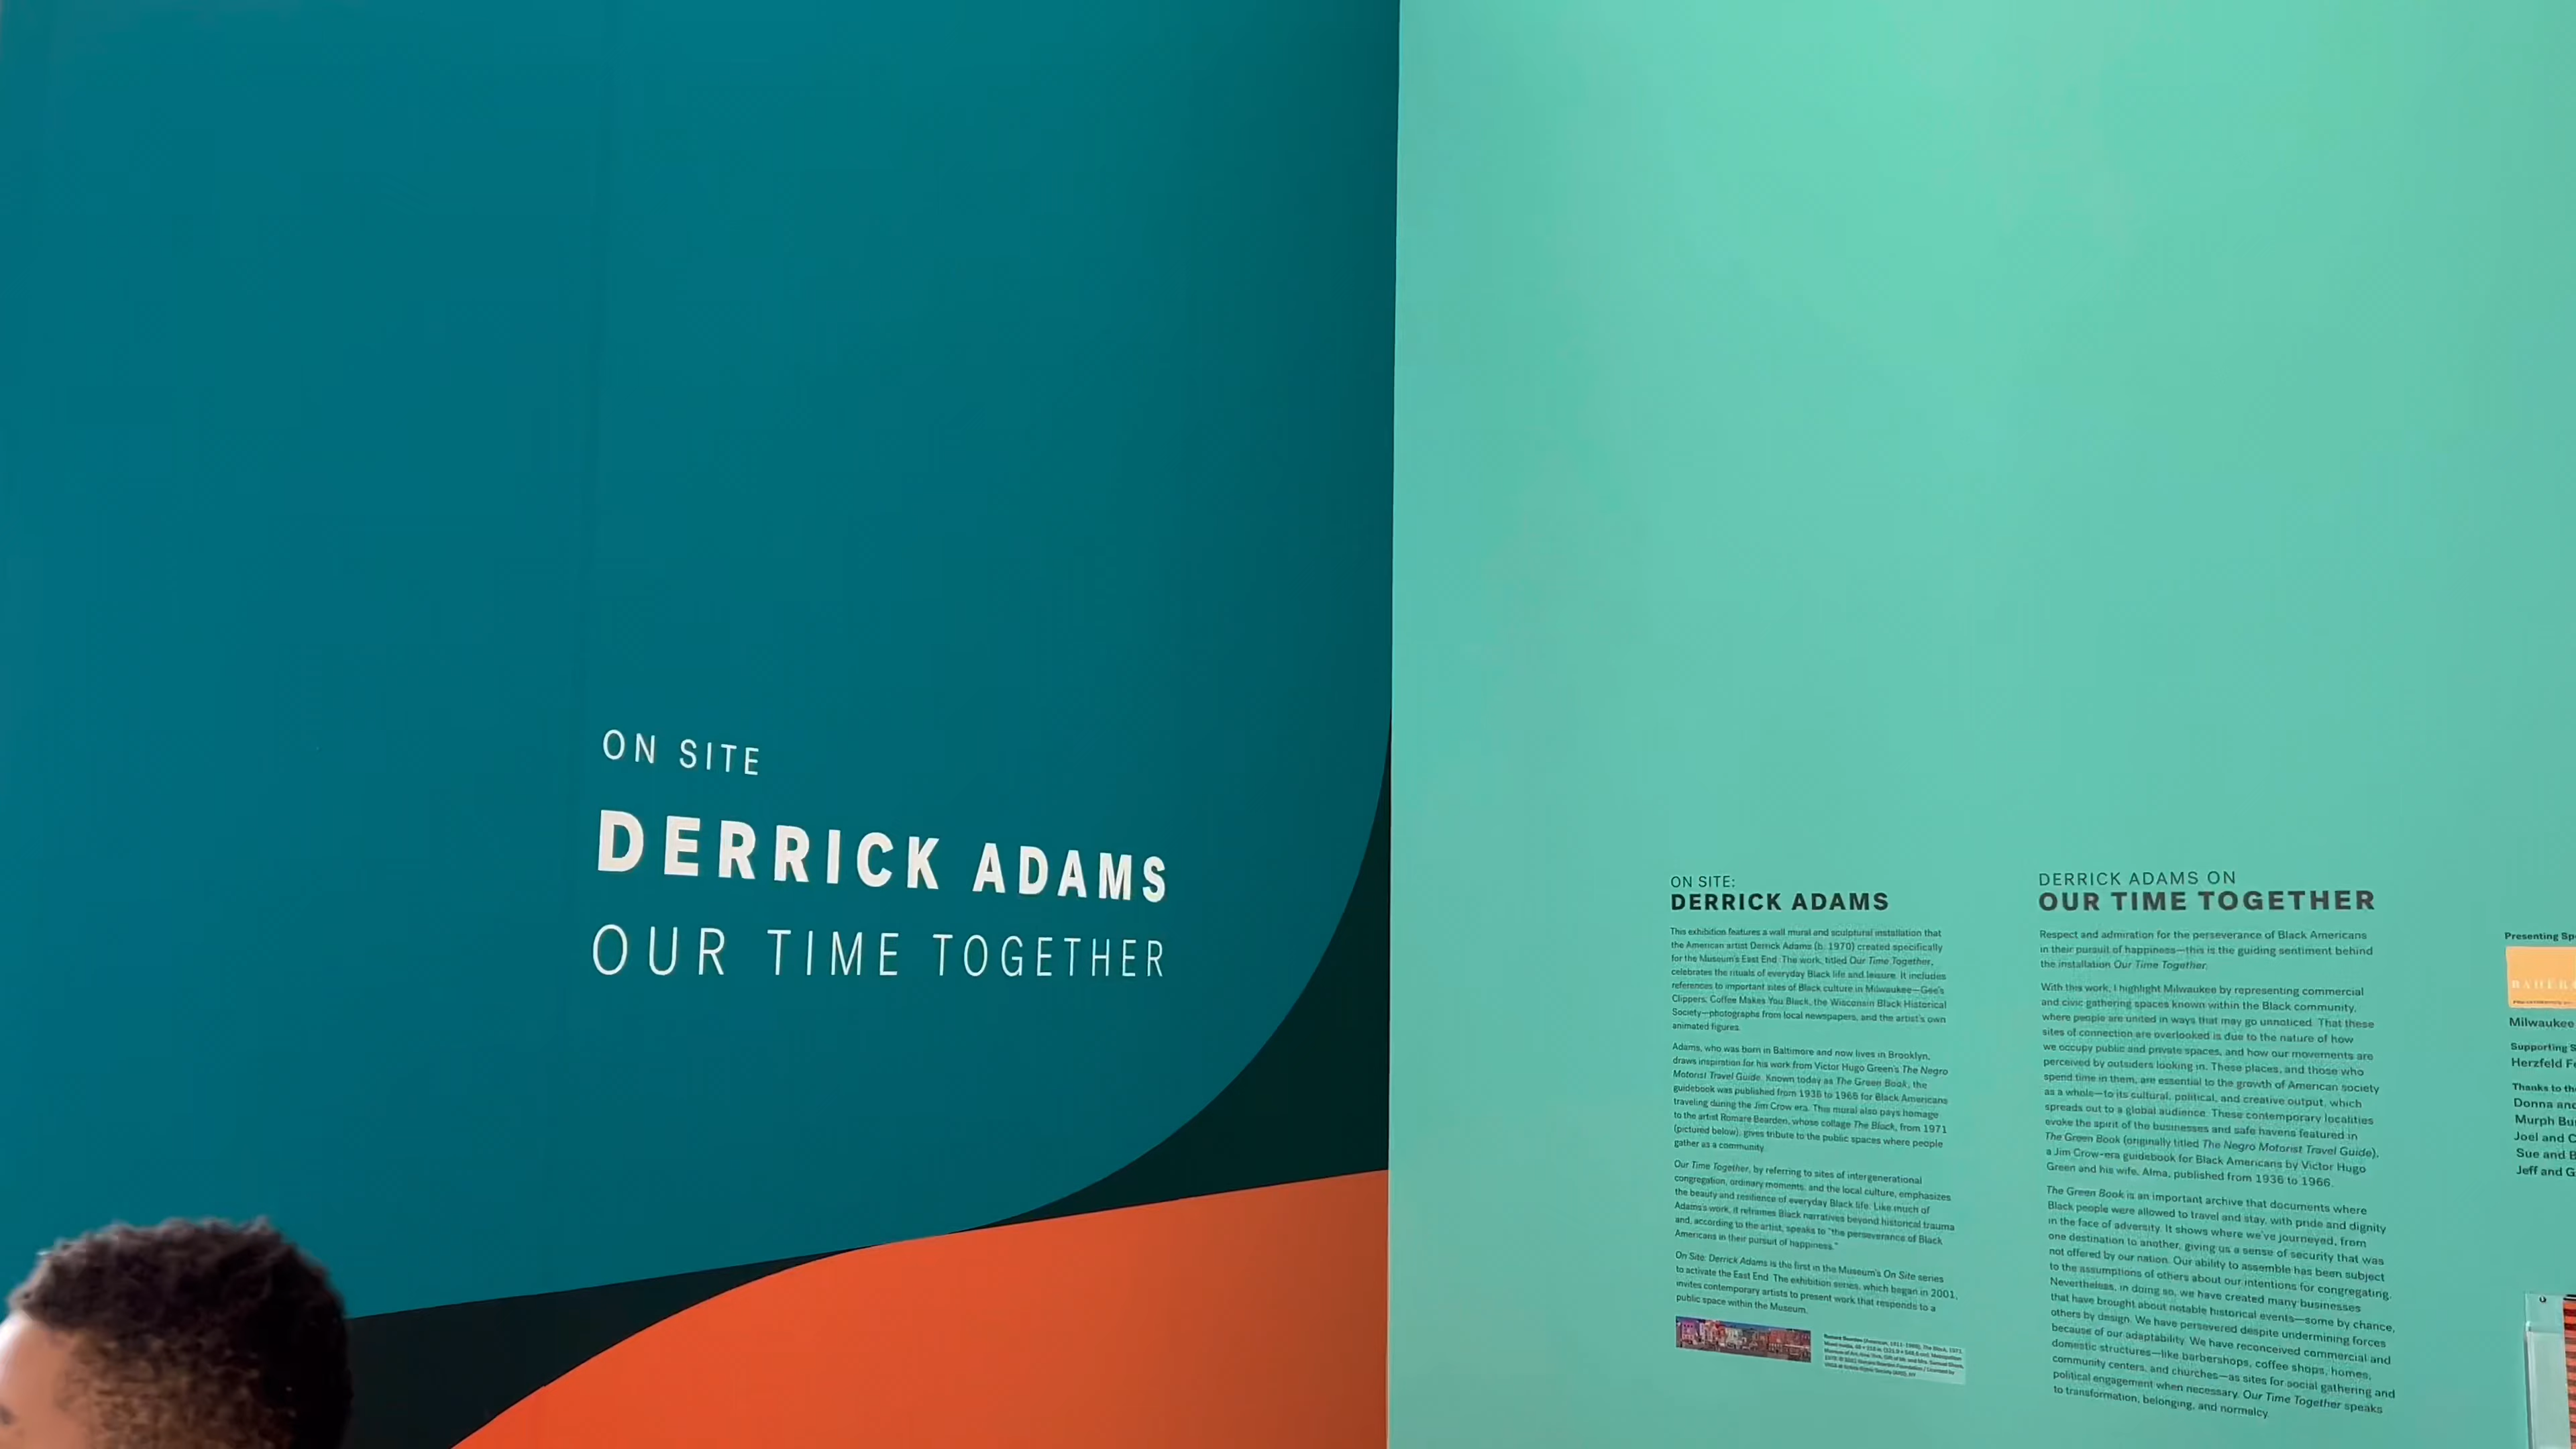 ON SITE
DERRICK ADAMS
OUR TIME TOGETHER
ON SITE:
DERRICK ADAMS
This exhibition features a wall mural and sculptural installation that
the American artist Derrick Adams (b. 1970) created specifically
for the Museum's East End. The work, titled Our Time Together,
celebrates the rituals of everyday Black life and leisure. It includes
references to important sites of Black culture in Milwaukee—Gee's
Clippers, Coffee Makes You Black, the Wisconsin Black Historical
Society—photographs from local newspapers, and the artist's own
animated figures.
Adams, who was born in Baltimore and now lives in Brooklyn,
draws inspiration for his work from Victor Hugo Green's The Negro
Motorist Travel Guide. Known today as The Green Book, the
guidebook was published from 1936 to 1966 for Black Americans
traveling during the Jim Crow era. This mural also pays homage
to the artist Romare Bearden, whose collage The Block, from 1971
(pictured below), gives tribute to the public spaces where people
gather as a community.
Our Time Together, by referring to sites of intergenerational
congregation, ordinary moments, and the local culture, emphasizes
the beauty and resilience of everyday Black life. Like much of
Adams's work, it reframes Black narratives beyond historical trauma
and, according to the artist, speaks to "the perseverance of Black
Americans in their pursuit of happiness."
On Site: Derrick Adams is the first in the Museum's On Site series
to activate the East End. The exhibition series, which began in 2001,
invites contemporary artists to present work that responds to a
public space within the Museum.
Romare Bearden (American, 1911–1988), The Block, 1971
DERRICK ADAMS ON
OUR TIME TOGETHER
Respect and admiration for the perseverance of Black Americans
in their pursuit of happiness—this is the guiding sentiment behind
the installation Our Time Together.
With this work, I highlight Milwaukee by representing commercial
and civic gathering spaces known within the Black community,
where people are united in ways that may go unnoticed. That these
sites of connection are overlooked is due to the nature of how
we occupy public and private spaces, and how our movements are
perceived by outsiders looking in. These places, and those who
spend time in them, are essential to the growth of American society
as a whole—to its cultural, political, and creative output, which
spreads out to a global audience. These contemporary localities
evoke the spirit of the businesses and safe havens featured in
The Green Book (originally titled The Negro Motorist Travel Guide),
a Jim Crow-era guidebook for Black Americans by Victor Hugo
Green and his wife, Alma, published from 1936 to 1966.
The Green Book is an important archive that documents where
Black people were allowed to travel and stay, with pride and dignity
in the face of adversity. It shows where we've journeyed, from
one destination to another, giving us a sense of security that was
not offered by our nation. Our ability to assemble has been subject
to the assumptions of others about our intentions for congregating.
Nevertheless, in doing so, we have created many businesses
that have brought about notable historical events—some by chance,
others by design. We have persevered despite undermining forces
because of our adaptability. We have reconceived commercial and
domestic structures—like barbershops, coffee shops, homes,
community centers, and churches—as sites for social gathering and
political engagement when necessary. Our Time Together speaks
to transformation, belonging, and normalcy.
Presenting Sp
Milwaukee
Supporting S
Herzfeld F
Thanks to th
Donna and
Murph Bu
Joel and C
Sue and B
Jeff and G